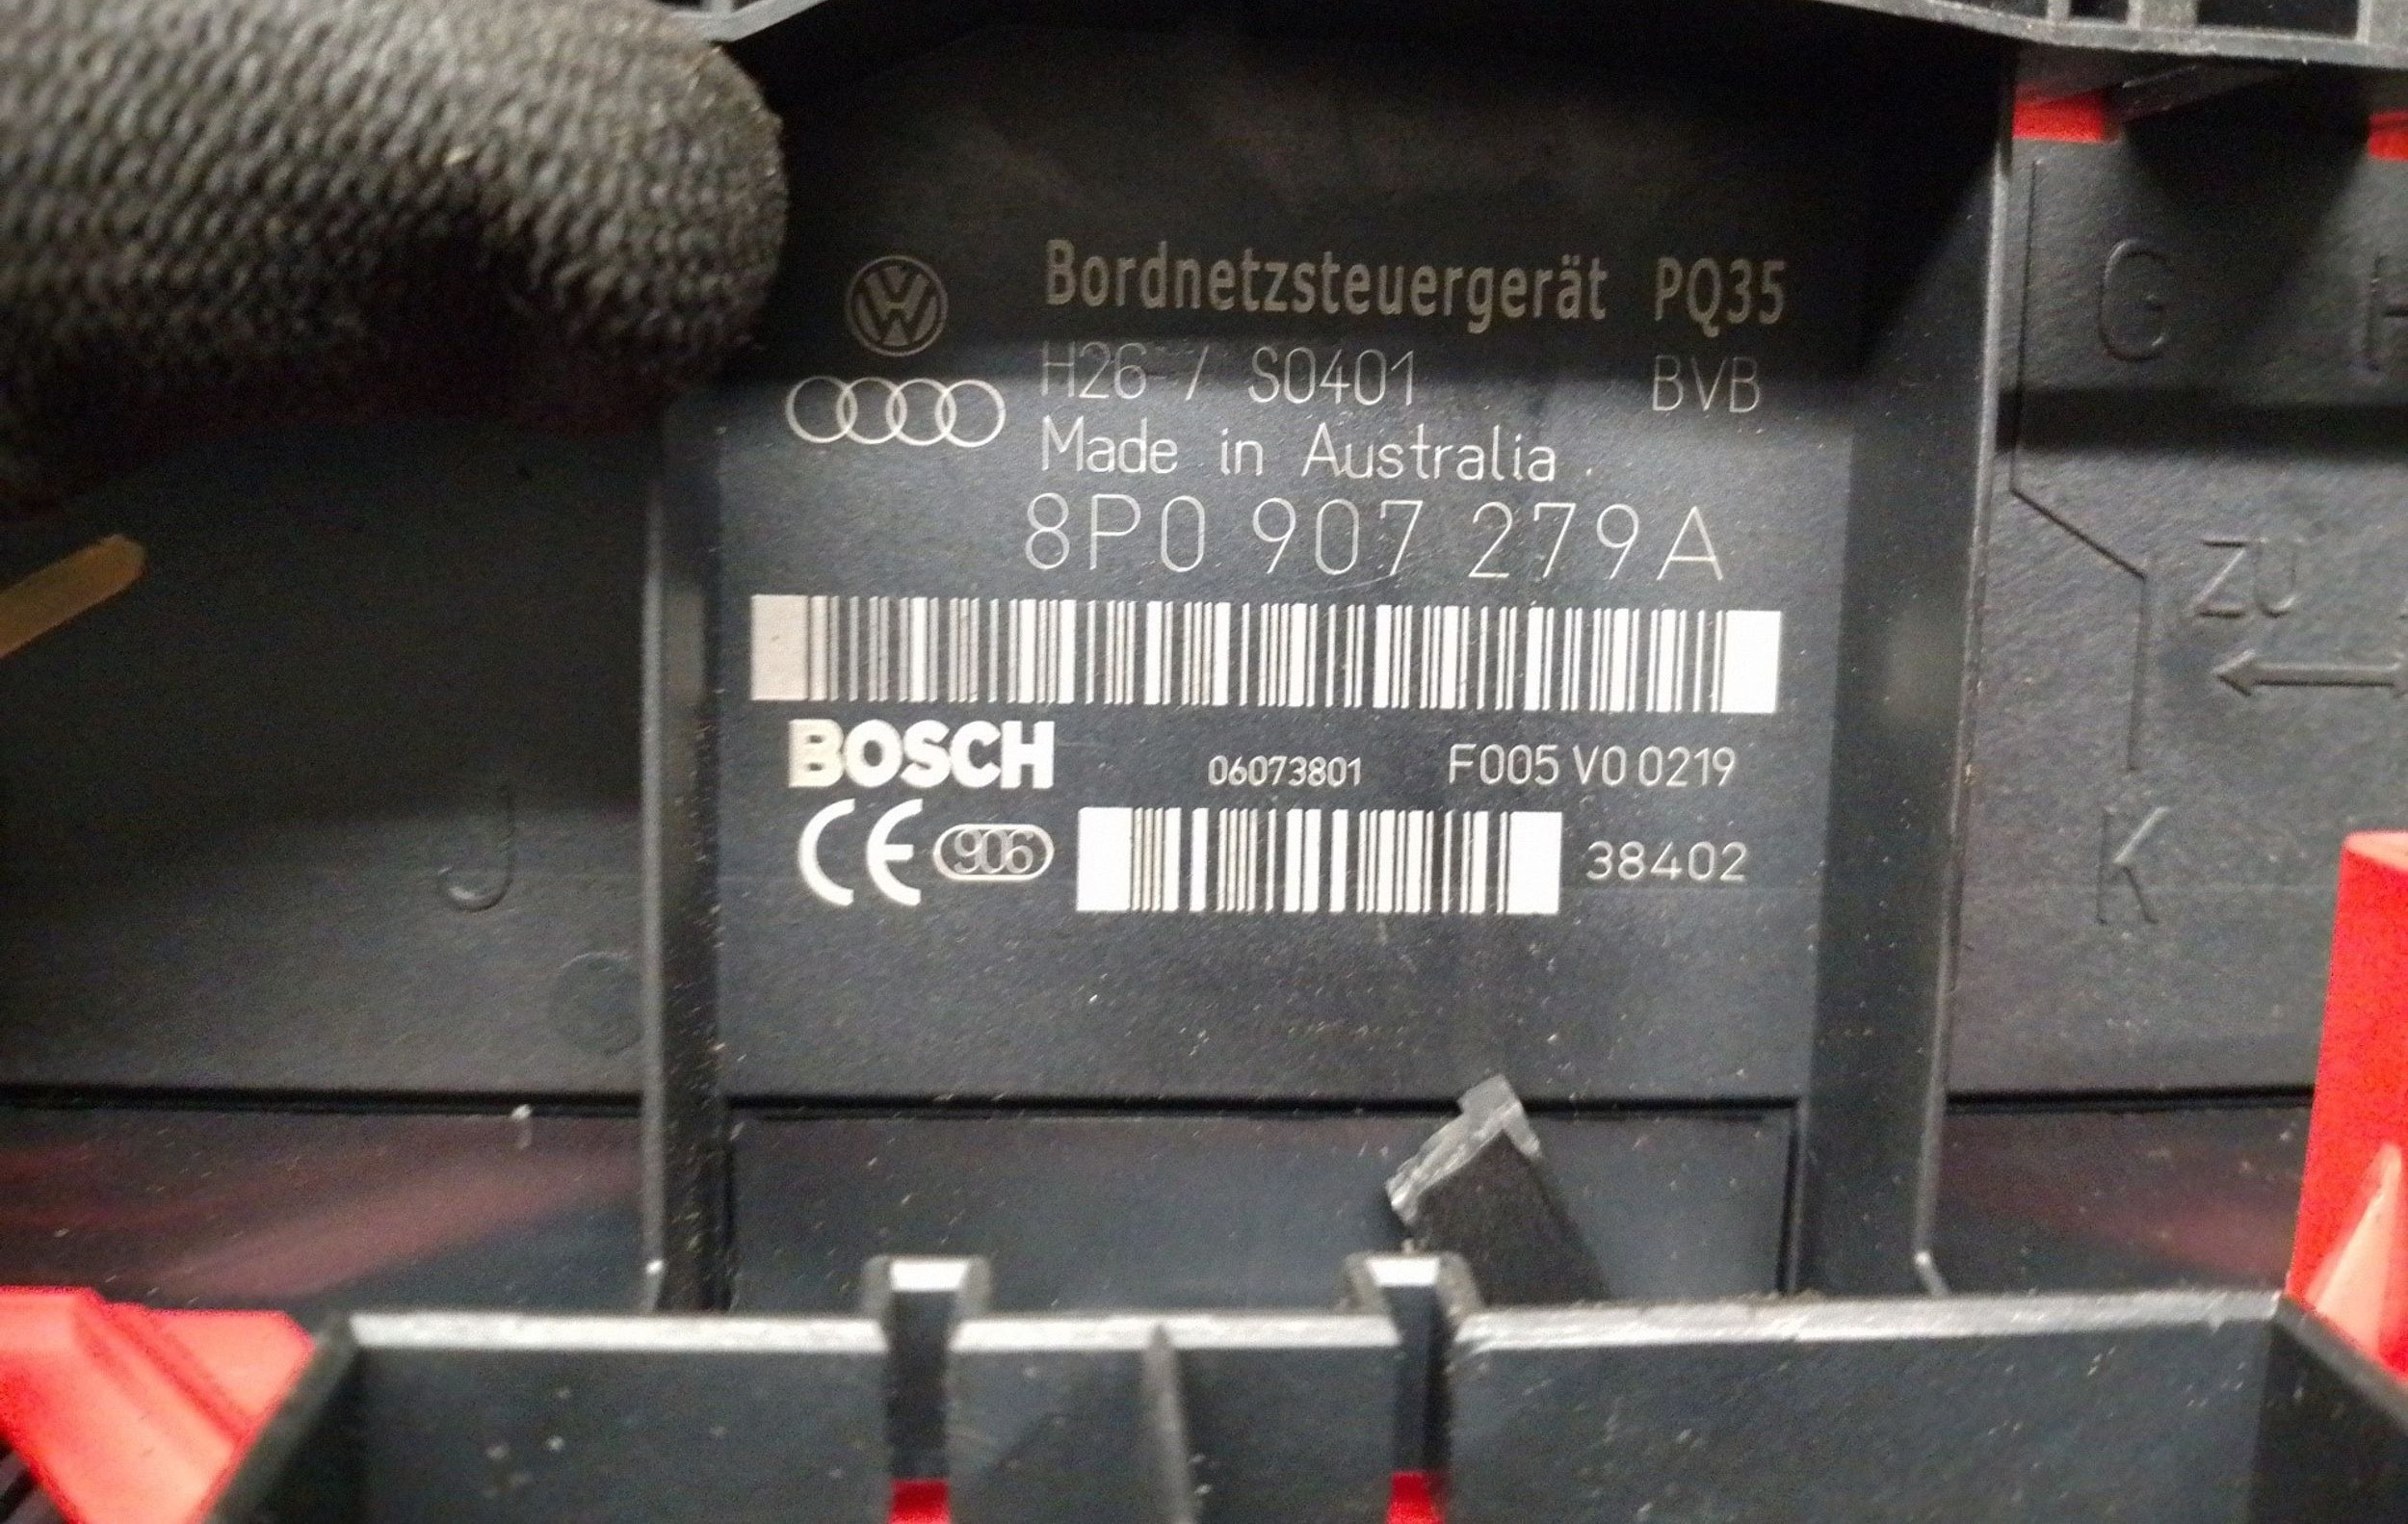 Bordnetzsteuergerät PQ35
H26-/ S0401 BVB
Made in Australia
8P0 907 279A
BOSCH 06073801 F005 V0 0219
CE 906 38402
G
ZU
J
K